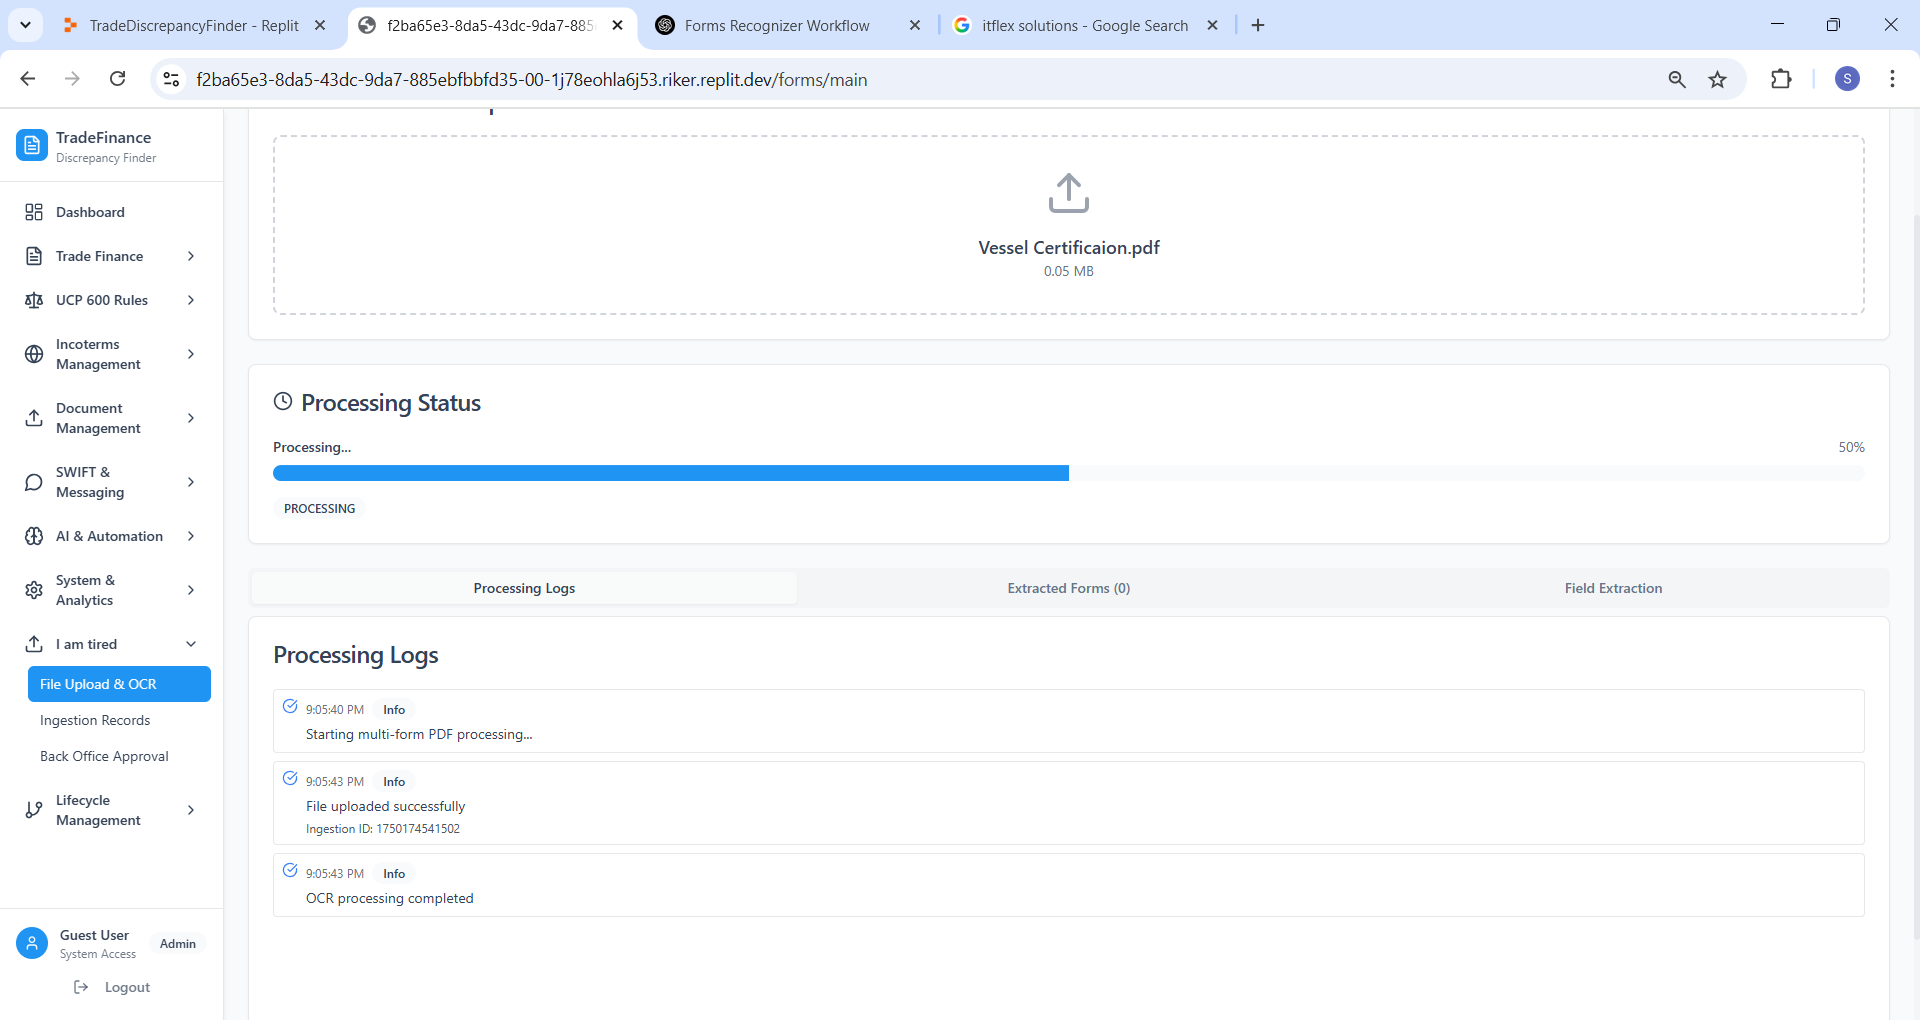 TradeDiscrepancyFinder - Replit
f2ba65e3-8da5-43dc-9da7-885
Forms Recognizer Workflow
itflex solutions - Google Search
f2ba65e3-8da5-43dc-9da7-885ebfbbfd35-00-1j78eohla6j53.riker.replit.dev/forms/main
S
TradeFinance
Discrepancy Finder
Dashboard
Trade Finance
UCP 600 Rules
Incoterms
Management
Document
Management
SWIFT &
Messaging
AI & Automation
System &
Analytics
I am tired
File Upload & OCR
Ingestion Records
Back Office Approval
Lifecycle
Management
Guest User
System Access
Admin
Logout
Vessel Certificaion.pdf
0.05 MB
Processing Status
Processing...
50%
PROCESSING
Processing Logs
Extracted Forms (0)
Field Extraction
Processing Logs
9:05:40 PM Info
Starting multi-form PDF processing...
9:05:43 PM Info
File uploaded successfully
Ingestion ID: 1750174541502
9:05:43 PM Info
OCR processing completed